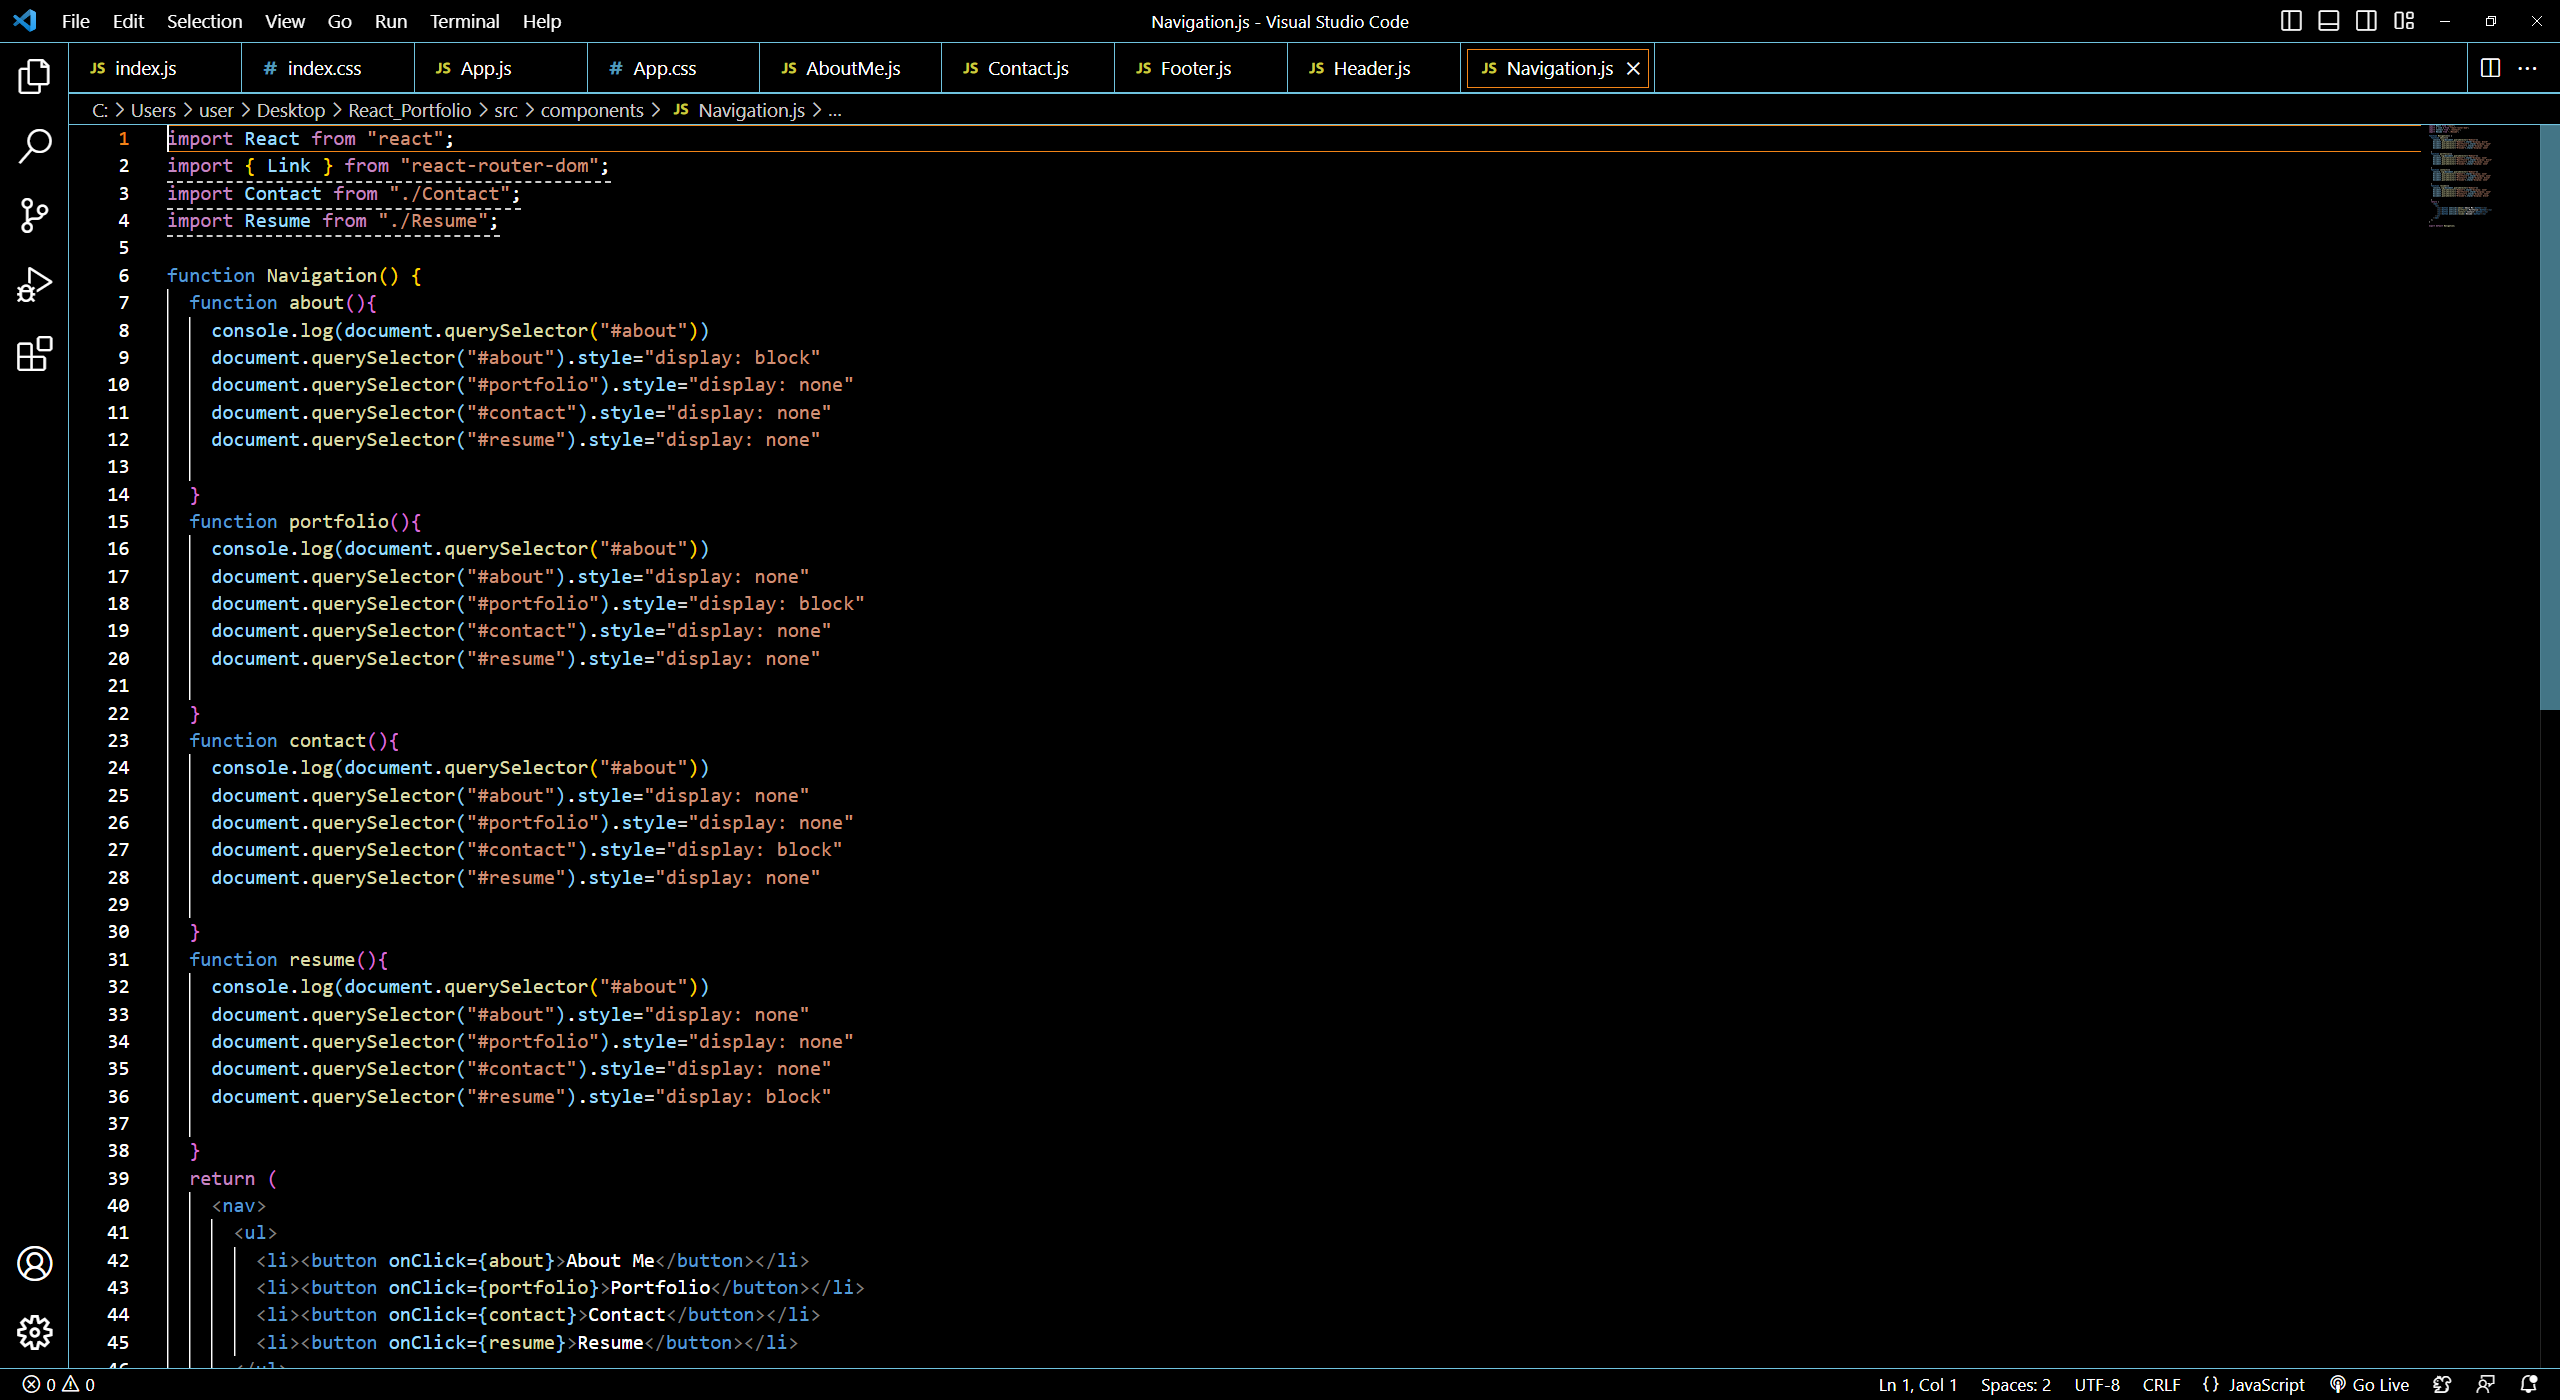 File Edit Selection View Go Run Terminal Help
Navigation.js - Visual Studio Code
JS index.js # index.css JS App.js # App.css JS AboutMe.js JS Contact.js JS Footer.js JS Header.js JS Navigation.js
C: > Users > user > Desktop > React_Portfolio > src > components > JS Navigation.js > ...
1 import React from "react";
2 import { Link } from "react-router-dom";
3 import Contact from "./Contact";
4 import Resume from "./Resume";
5
6 function Navigation() {
7 function about(){
8 console.log(document.querySelector("#about"))
9 document.querySelector("#about").style="display: block"
10 document.querySelector("#portfolio").style="display: none"
11 document.querySelector("#contact").style="display: none"
12 document.querySelector("#resume").style="display: none"
13
14 }
15 function portfolio(){
16 console.log(document.querySelector("#about"))
17 document.querySelector("#about").style="display: none"
18 document.querySelector("#portfolio").style="display: block"
19 document.querySelector("#contact").style="display: none"
20 document.querySelector("#resume").style="display: none"
21
22 }
23 function contact(){
24 console.log(document.querySelector("#about"))
25 document.querySelector("#about").style="display: none"
26 document.querySelector("#portfolio").style="display: none"
27 document.querySelector("#contact").style="display: block"
28 document.querySelector("#resume").style="display: none"
29
30 }
31 function resume(){
32 console.log(document.querySelector("#about"))
33 document.querySelector("#about").style="display: none"
34 document.querySelector("#portfolio").style="display: none"
35 document.querySelector("#contact").style="display: none"
36 document.querySelector("#resume").style="display: block"
37
38 }
39 return (
40 <nav>
41 <ul>
42 <li><button onClick={about}>About Me</button></li>
43 <li><button onClick={portfolio}>Portfolio</button></li>
44 <li><button onClick={contact}>Contact</button></li>
45 <li><button onClick={resume}>Resume</button></li>
0 0 Ln 1, Col 1 Spaces: 2 UTF-8 CRLF {} JavaScript Go Live